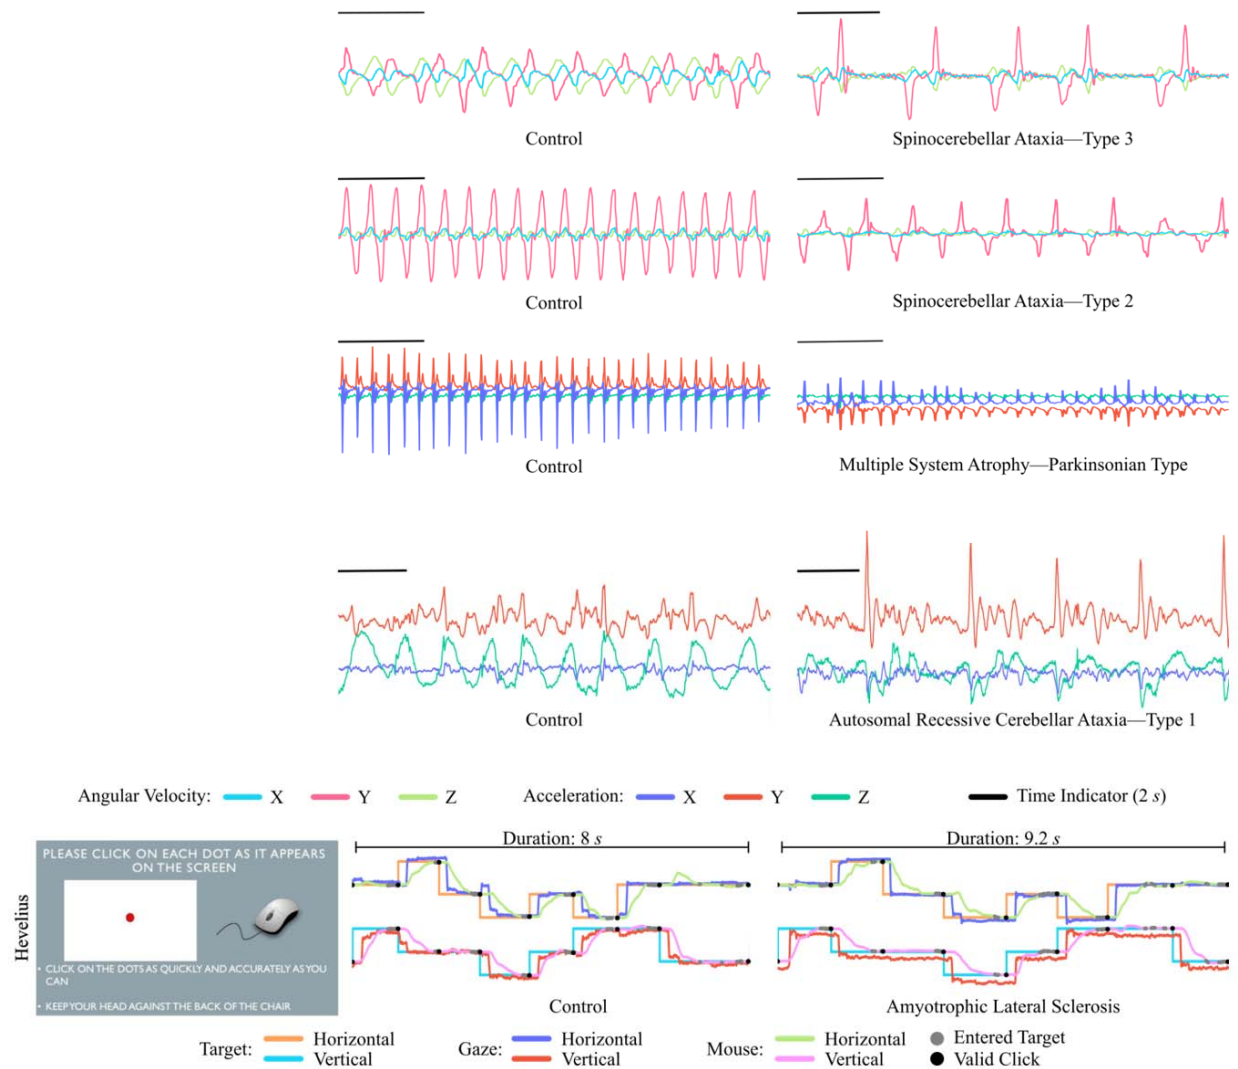 Control
Spinocerebellar Ataxia—Type 3
Control
Spinocerebellar Ataxia—Type 2
Control
Multiple System Atrophy—Parkinsonian Type
Control
Autosomal Recessive Cerebellar Ataxia—Type 1
Angular Velocity: X Y Z Acceleration: X Y Z Time Indicator (2 s)
Duration: 8 s
Duration: 9.2 s
Hevelius
PLEASE CLICK ON EACH DOT AS IT APPEARS
ON THE SCREEN
• CLICK ON THE DOTS AS QUICKLY AND ACCURATELY AS YOU
CAN
• KEEP YOUR HEAD AGAINST THE BACK OF THE CHAIR
Control
Amyotrophic Lateral Sclerosis
Target: Horizontal
Vertical
Gaze: Horizontal
Vertical
Mouse: Horizontal
Vertical
Entered Target
Valid Click